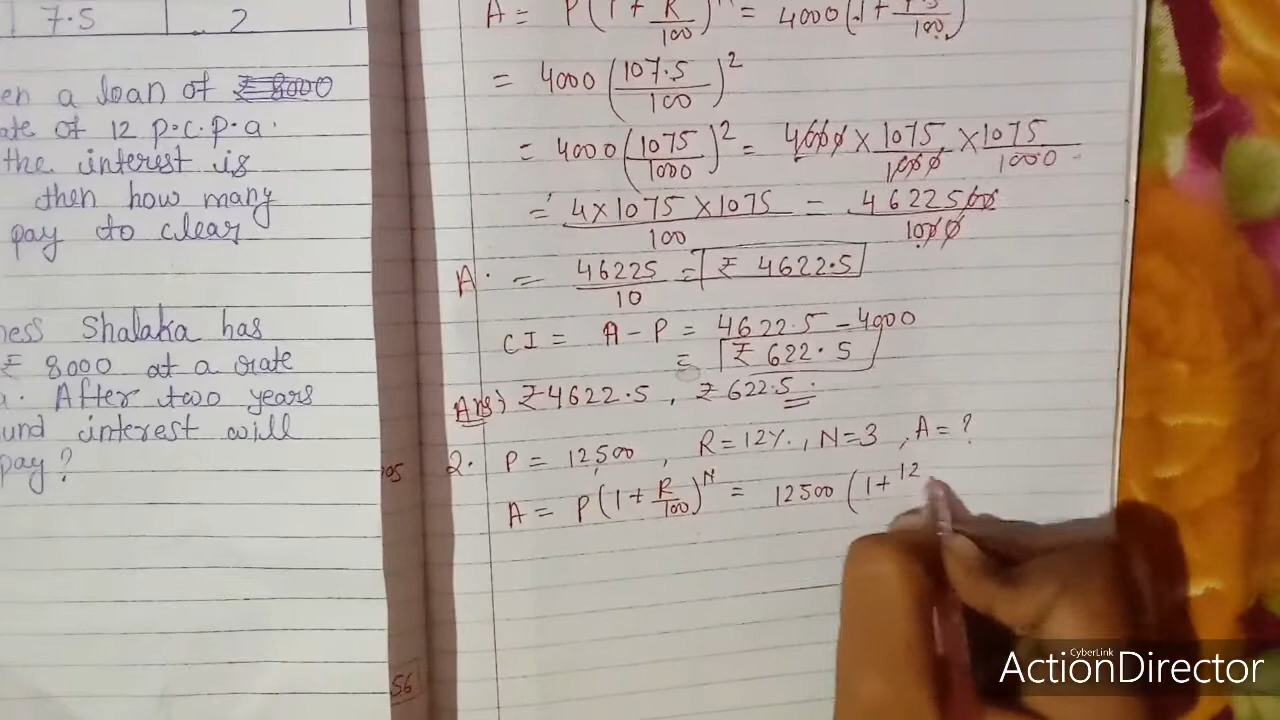 7.5 2
en a loan of ₹ 8000
ate of 12 p.c.p.a.
the interest is
then how many
pay to clear
ness Shalaka has
₹ 8000 at a rate
a. After two years
und interest will
pay?
56
A = P(1 + R/100)^N = 4000(1 + 7.5/100)
= 4000 (107.5/100)^2
= 4000 (1075/1000)^2 = 4000 × 1075/1000 × 1075/1000
= 4×1075×1075/100 = 4622500/1000
A = 46225/10 = ₹ 4622.5
CI = A – P = 4622.5 – 4000
= ₹ 622.5
Ans) ₹4622.5, ₹622.5.
2. P = 12,500, R = 12%., N=3, A=?
A = P(1 + R/100)^N = 12500 (1+ 12
CyberLink
ActionDirector